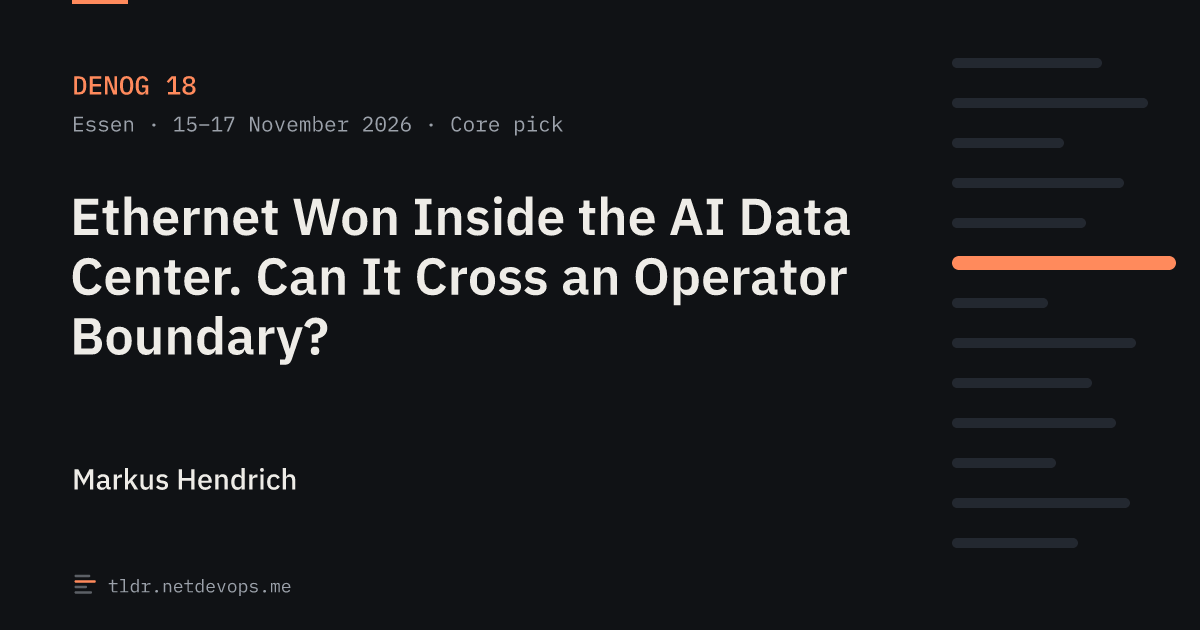 DENOG 18
Essen · 15–17 November 2026 · Core pick
Ethernet Won Inside the AI Data
Center. Can It Cross an Operator
Boundary?
Markus Hendrich
tldr.netdevops.me